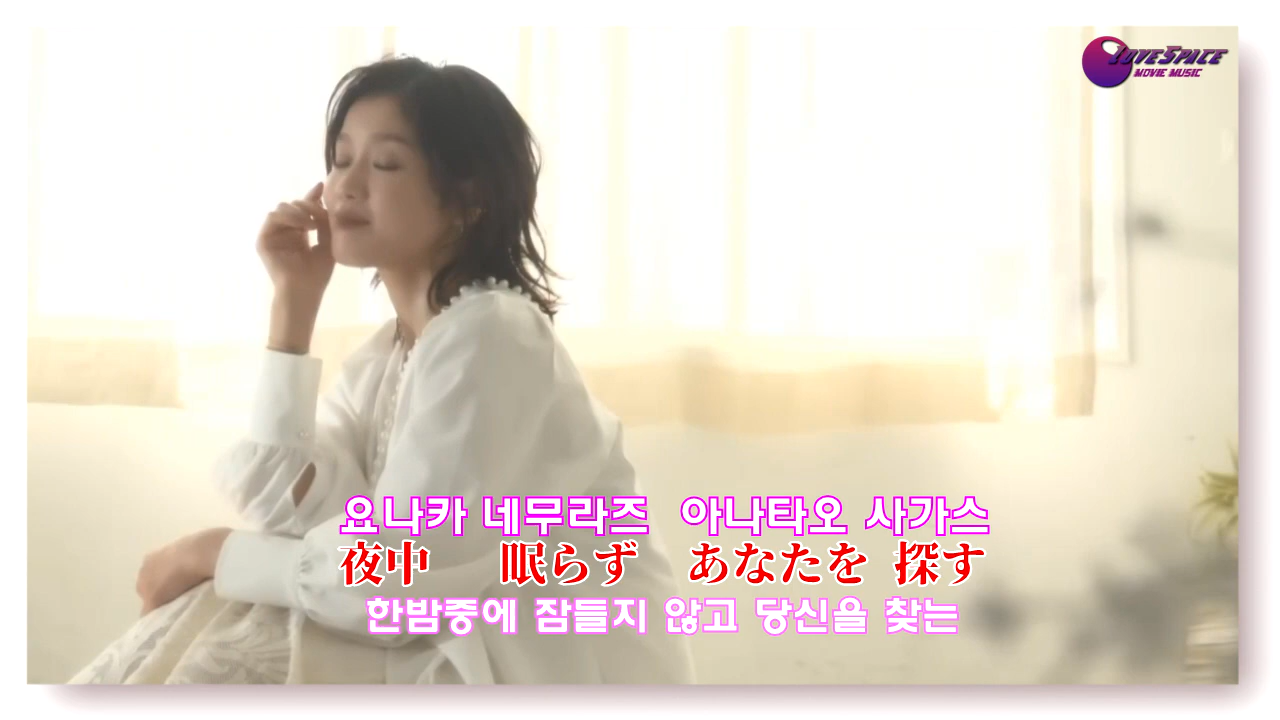 LOVESPACE
MOVIE MUSIC
요나카 네무라즈 아나타오 사가스
夜中 眠らず あなたを 探す
한밤중에 잠들지 않고 당신을 찾는